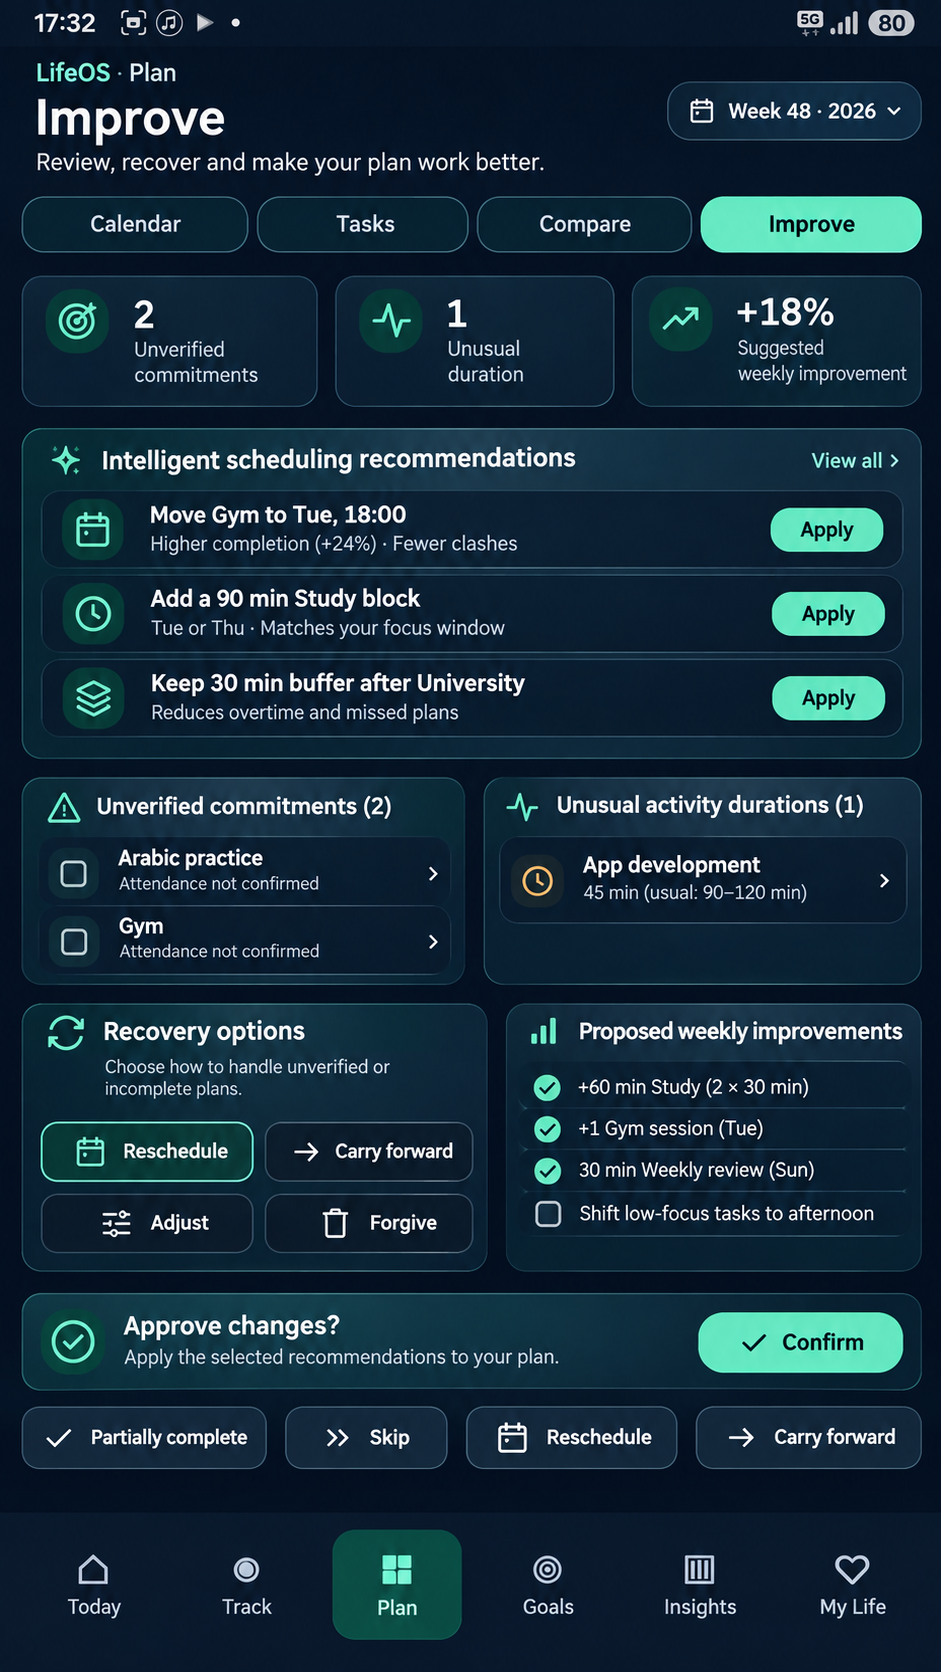 17:32
5G
80
LifeOS · Plan
Improve
Week 48 · 2026
Review, recover and make your plan work better.
Calendar
Tasks
Compare
Improve
2
Unverified
commitments
1
Unusual
duration
+18%
Suggested
weekly improvement
Intelligent scheduling recommendations
View all
Move Gym to Tue, 18:00
Higher completion (+24%) · Fewer clashes
Apply
Add a 90 min Study block
Tue or Thu · Matches your focus window
Apply
Keep 30 min buffer after University
Reduces overtime and missed plans
Apply
Unverified commitments (2)
Arabic practice
Attendance not confirmed
Gym
Attendance not confirmed
Unusual activity durations (1)
App development
45 min (usual: 90–120 min)
Recovery options
Choose how to handle unverified or
incomplete plans.
Reschedule
Carry forward
Adjust
Forgive
Proposed weekly improvements
+60 min Study (2 × 30 min)
+1 Gym session (Tue)
30 min Weekly review (Sun)
Shift low-focus tasks to afternoon
Approve changes?
Apply the selected recommendations to your plan.
Confirm
Partially complete
Skip
Reschedule
Carry forward
Today
Track
Plan
Goals
Insights
My Life